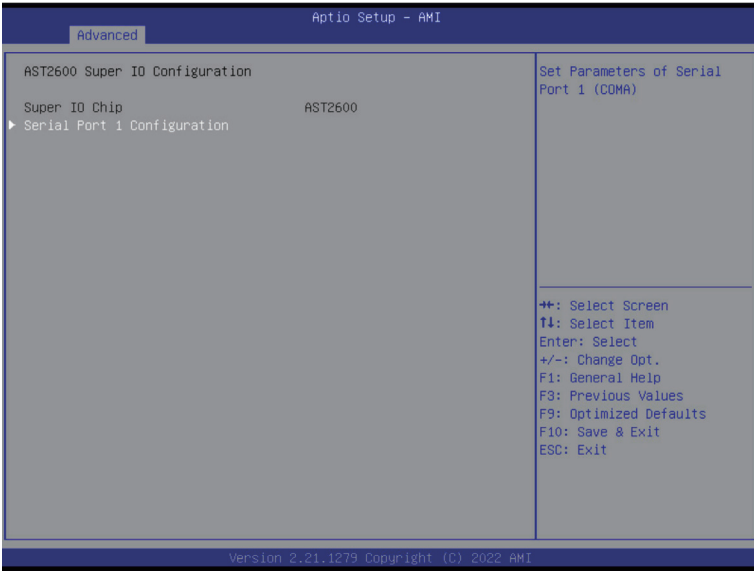 Aptio Setup – AMI
Advanced
AST2600 Super IO Configuration
Super IO Chip AST2600
Serial Port 1 Configuration
Set Parameters of Serial
Port 1 (COMA)
→←: Select Screen
↑↓: Select Item
Enter: Select
+/-: Change Opt.
F1: General Help
F3: Previous Values
F9: Optimized Defaults
F10: Save & Exit
ESC: Exit
Version 2.21.1279 Copyright (C) 2022 AMI